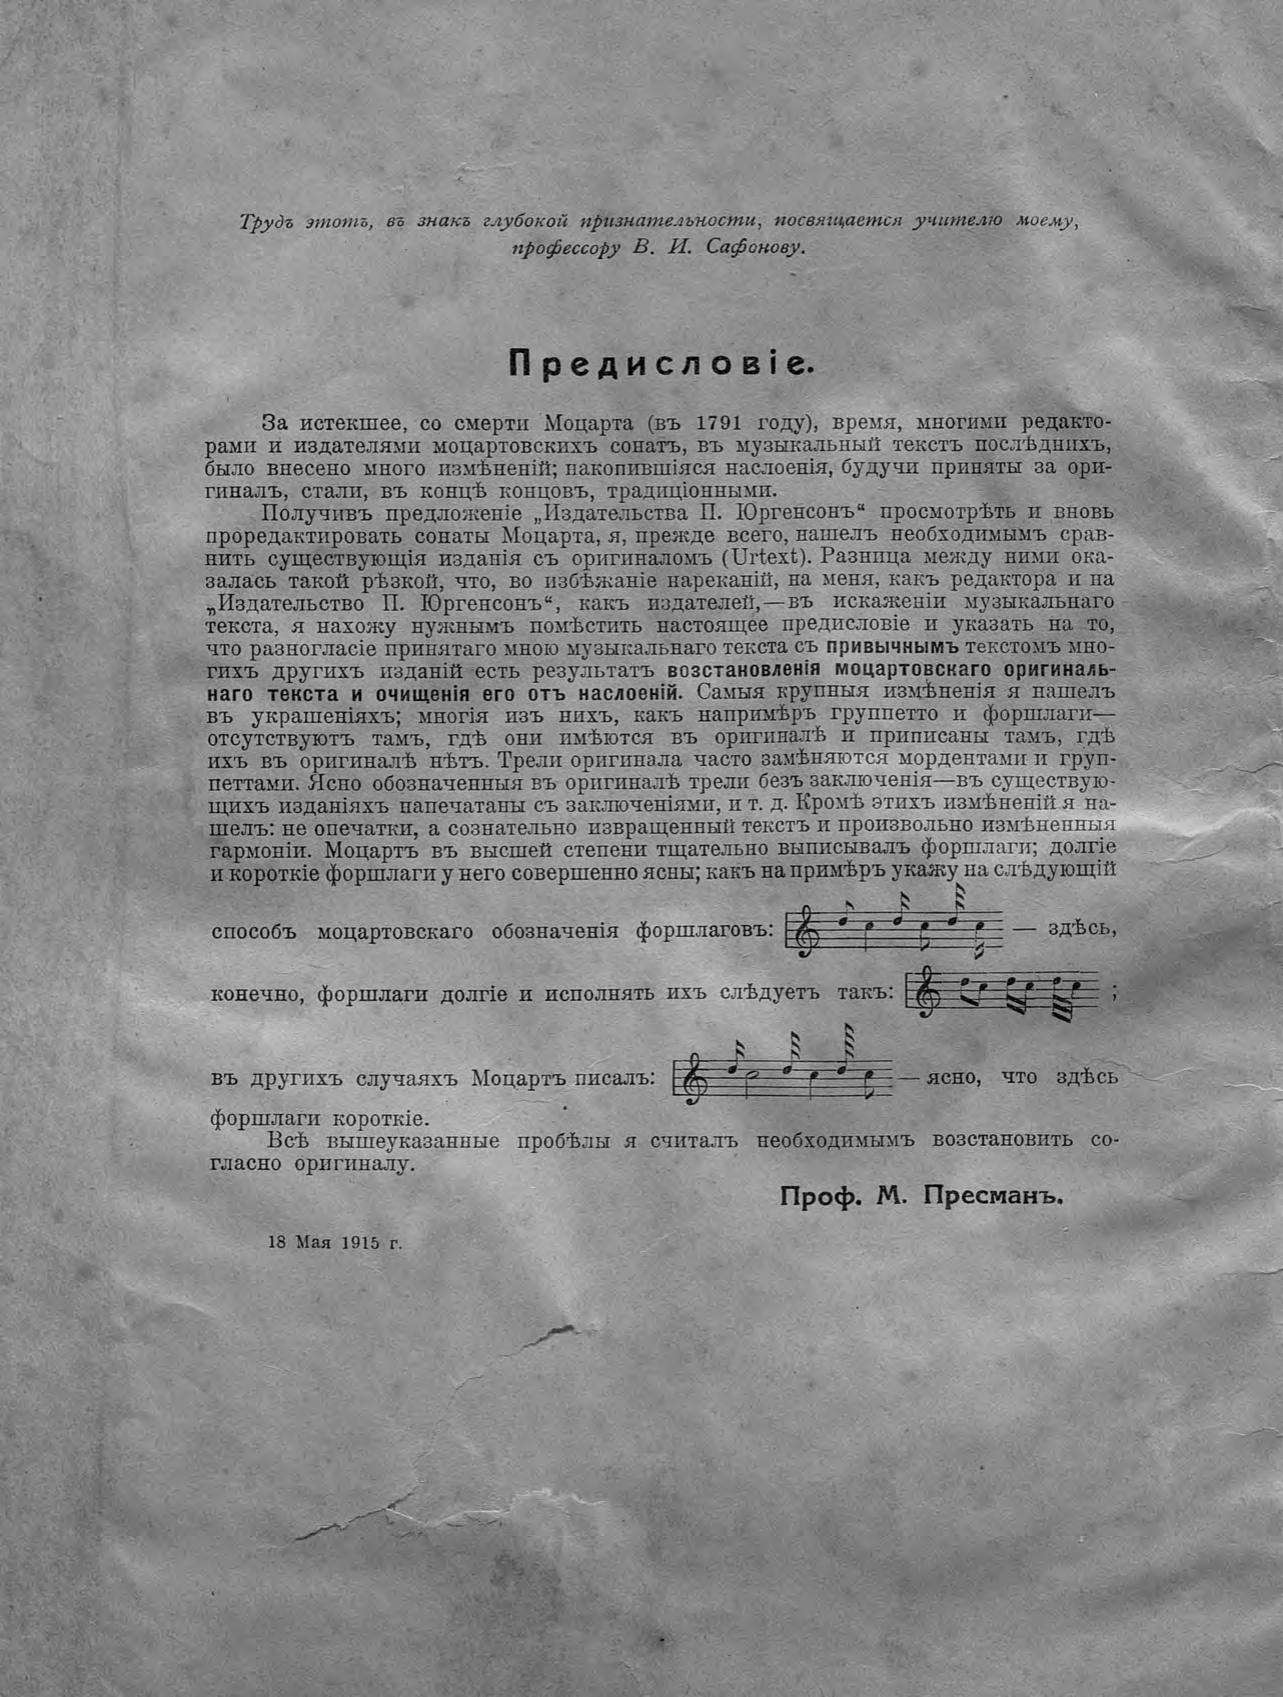 Трудъ этотъ, въ знакъ глубокой признательности, посвящается учителю моему,
профессору В. И. Сафонову.
Предисловіе.
За истекшее, со смерти Моцарта (въ 1791 году), время, многими редакто-
рами и издателями моцартовскихъ сонатъ, въ музыкальный текстъ послѣднихъ,
было внесено много измѣненій; накопившіяся наслоенія, будучи приняты за ори-
гиналъ, стали, въ концѣ концовъ, традиціонными.
Получивъ предложеніе „Издательства П. Юргенсонъ“ просмотрѣть и вновь
проредактировать сонаты Моцарта, я, прежде всего, нашелъ необходимымъ срав-
нить существующія изданія съ оригиналомъ (Urtext). Разница между ними ока-
залась такой рѣзкой, что, во избѣжаніе нареканій, на меня, какъ редактора и на
„Издательство П. Юргенсонъ“, какъ издателей,—въ искаженіи музыкальнаго
текста, я нахожу нужнымъ помѣстить настоящее предисловіе и указать на то,
что разногласіе принятаго мною музыкальнаго текста съ привычнымъ текстомъ мно-
гихъ другихъ изданій есть результатъ возстановленія моцартовскаго оригиналь-
наго текста и очищенія его отъ наслоеній. Самыя крупныя измѣненія я нашелъ
въ украшеніяхъ; многія изъ нихъ, какъ напримѣръ группетто и форшлаги—
отсутствуютъ тамъ, гдѣ они имѣются въ оригиналѣ и приписаны тамъ, гдѣ
ихъ въ оригиналѣ нѣтъ. Трели оригинала часто замѣняются мордентами и груп-
петтами. Ясно обозначенныя въ оригиналѣ трели безъ заключенія—въ существую-
щихъ изданіяхъ напечатаны съ заключеніями, и т. д. Кромѣ этихъ измѣненій я на-
шелъ: не опечатки, а сознательно извращенный текстъ и произвольно измѣненныя
гармоніи. Моцартъ въ высшей степени тщательно выписывалъ форшлаги; долгіе
и короткіе форшлаги у него совершенно ясны; какъ на примѣръ укажу на слѣдующій
способъ моцартовскаго обозначенія форшлаговъ: — здѣсь,
конечно, форшлаги долгіе и исполнять ихъ слѣдуетъ такъ: ;
въ другихъ случаяхъ Моцартъ писалъ: — ясно, что здѣсь
форшлаги короткіе.
Всѣ вышеуказанные пробѣлы я считалъ необходимымъ возстановить со-
гласно оригиналу.
Проф. М. Пресманъ.
18 Мая 1915 г.